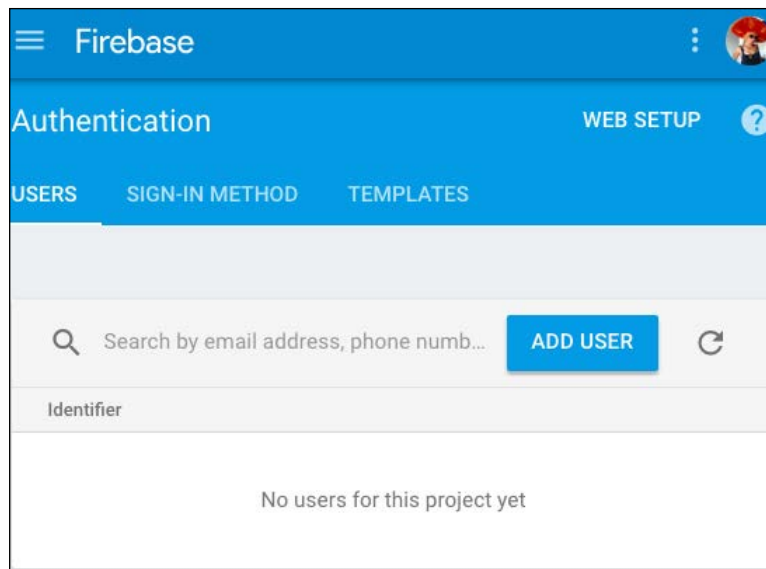 Firebase
Authentication WEB SETUP ?
USERS SIGN-IN METHOD TEMPLATES
Search by email address, phone numb... ADD USER
Identifier
No users for this project yet